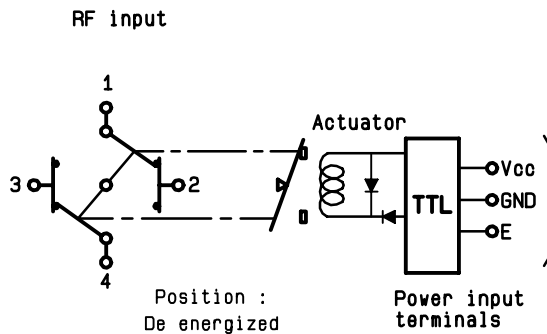 RF input
1
Actuator
3
2
TTL
Vcc
GND
E
4
Position :
De energized
Power input
terminals